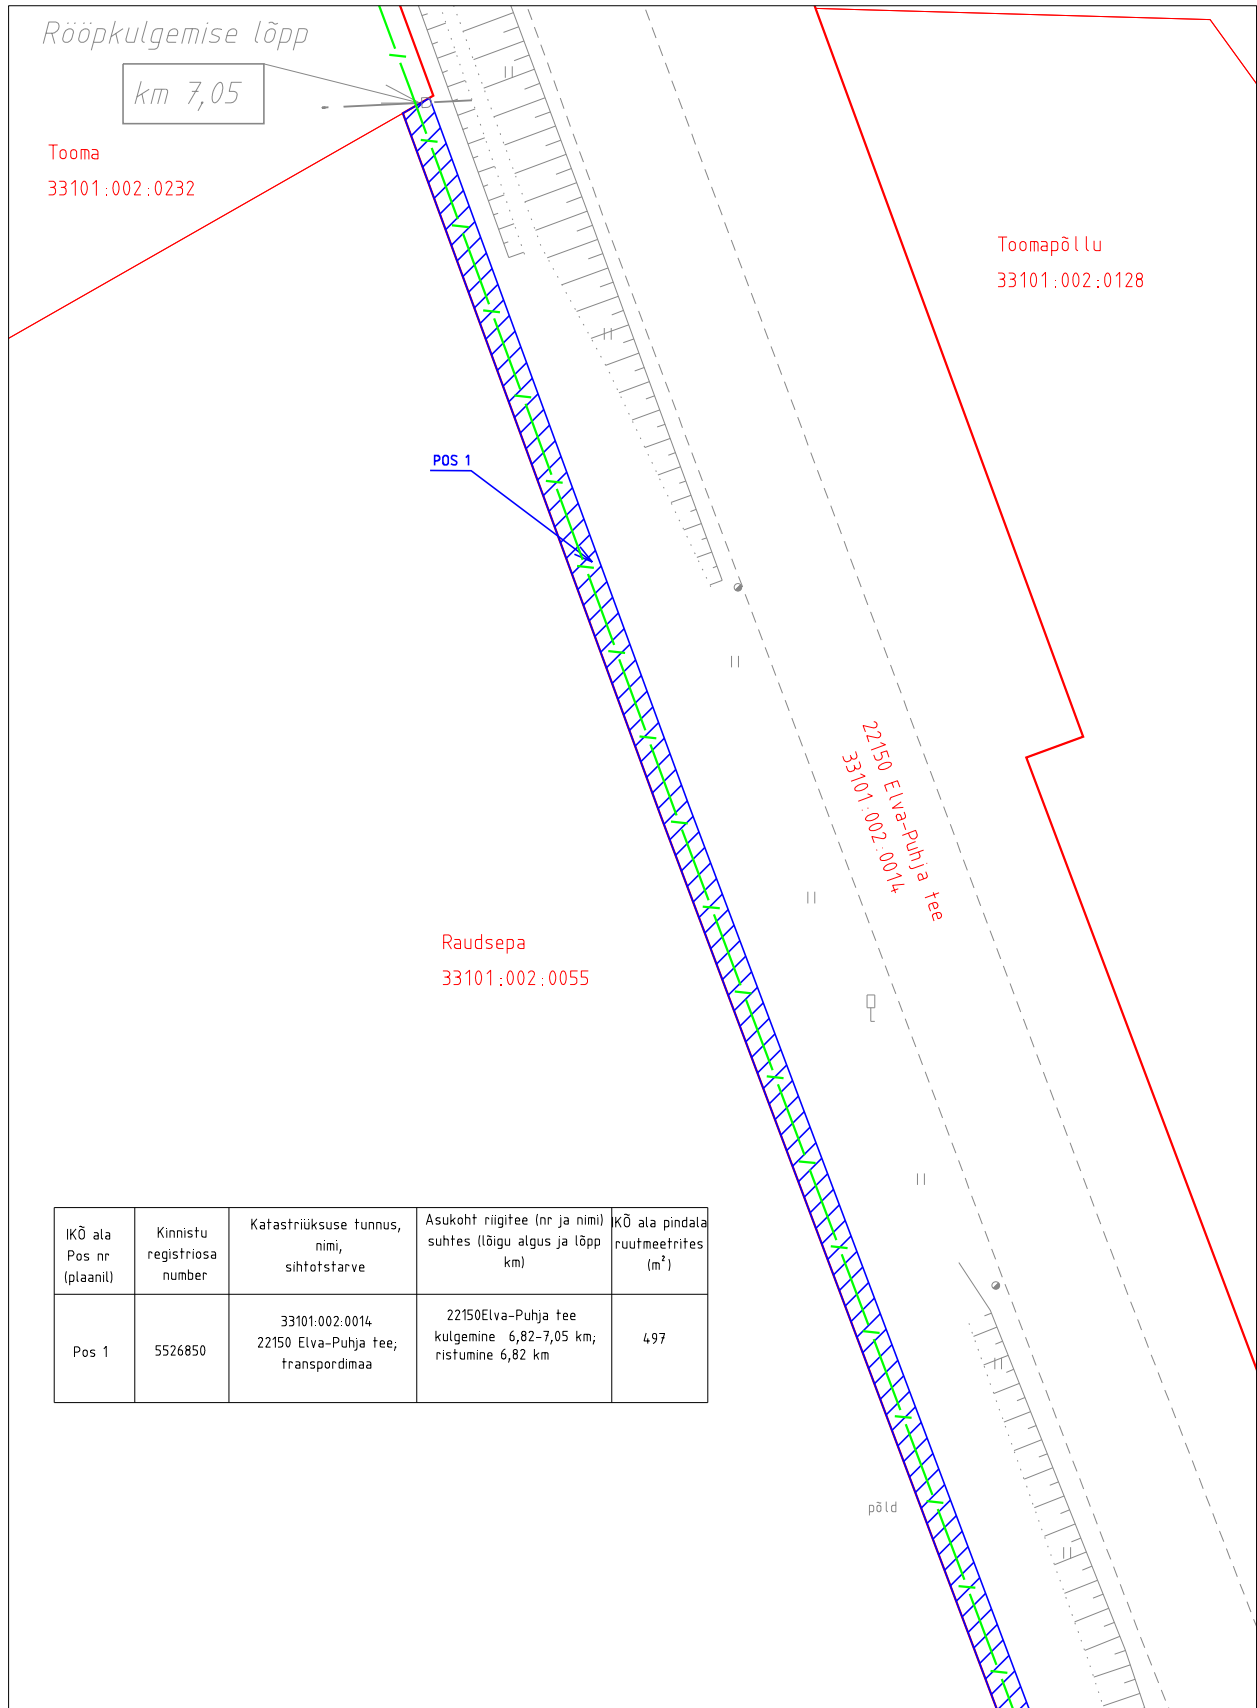 Rööpkulgemise lõpp
km 7,05
Tooma
33101:002:0232
Toomapõllu
33101:002:0128
POS 1
22150 Elva-Puhja tee
33101:002:0014
Raudsepa
33101:002:0055
IKÕ ala
Pos nr
(plaanil)
Kinnistu
registriosa
number
Katastriüksuse tunnus,
nimi,
sihtotstarve
Asukoht riigitee (nr ja nimi)
suhtes (lõigu algus ja lõpp
km)
IKÕ ala pindala
ruutmeetrites
(m²)
Pos 1
5526850
33101:002:0014
22150 Elva-Puhja tee;
transpordimaa
22150Elva-Puhja tee
kulgemine 6,82-7,05 km;
ristumine 6,82 km
497
põld